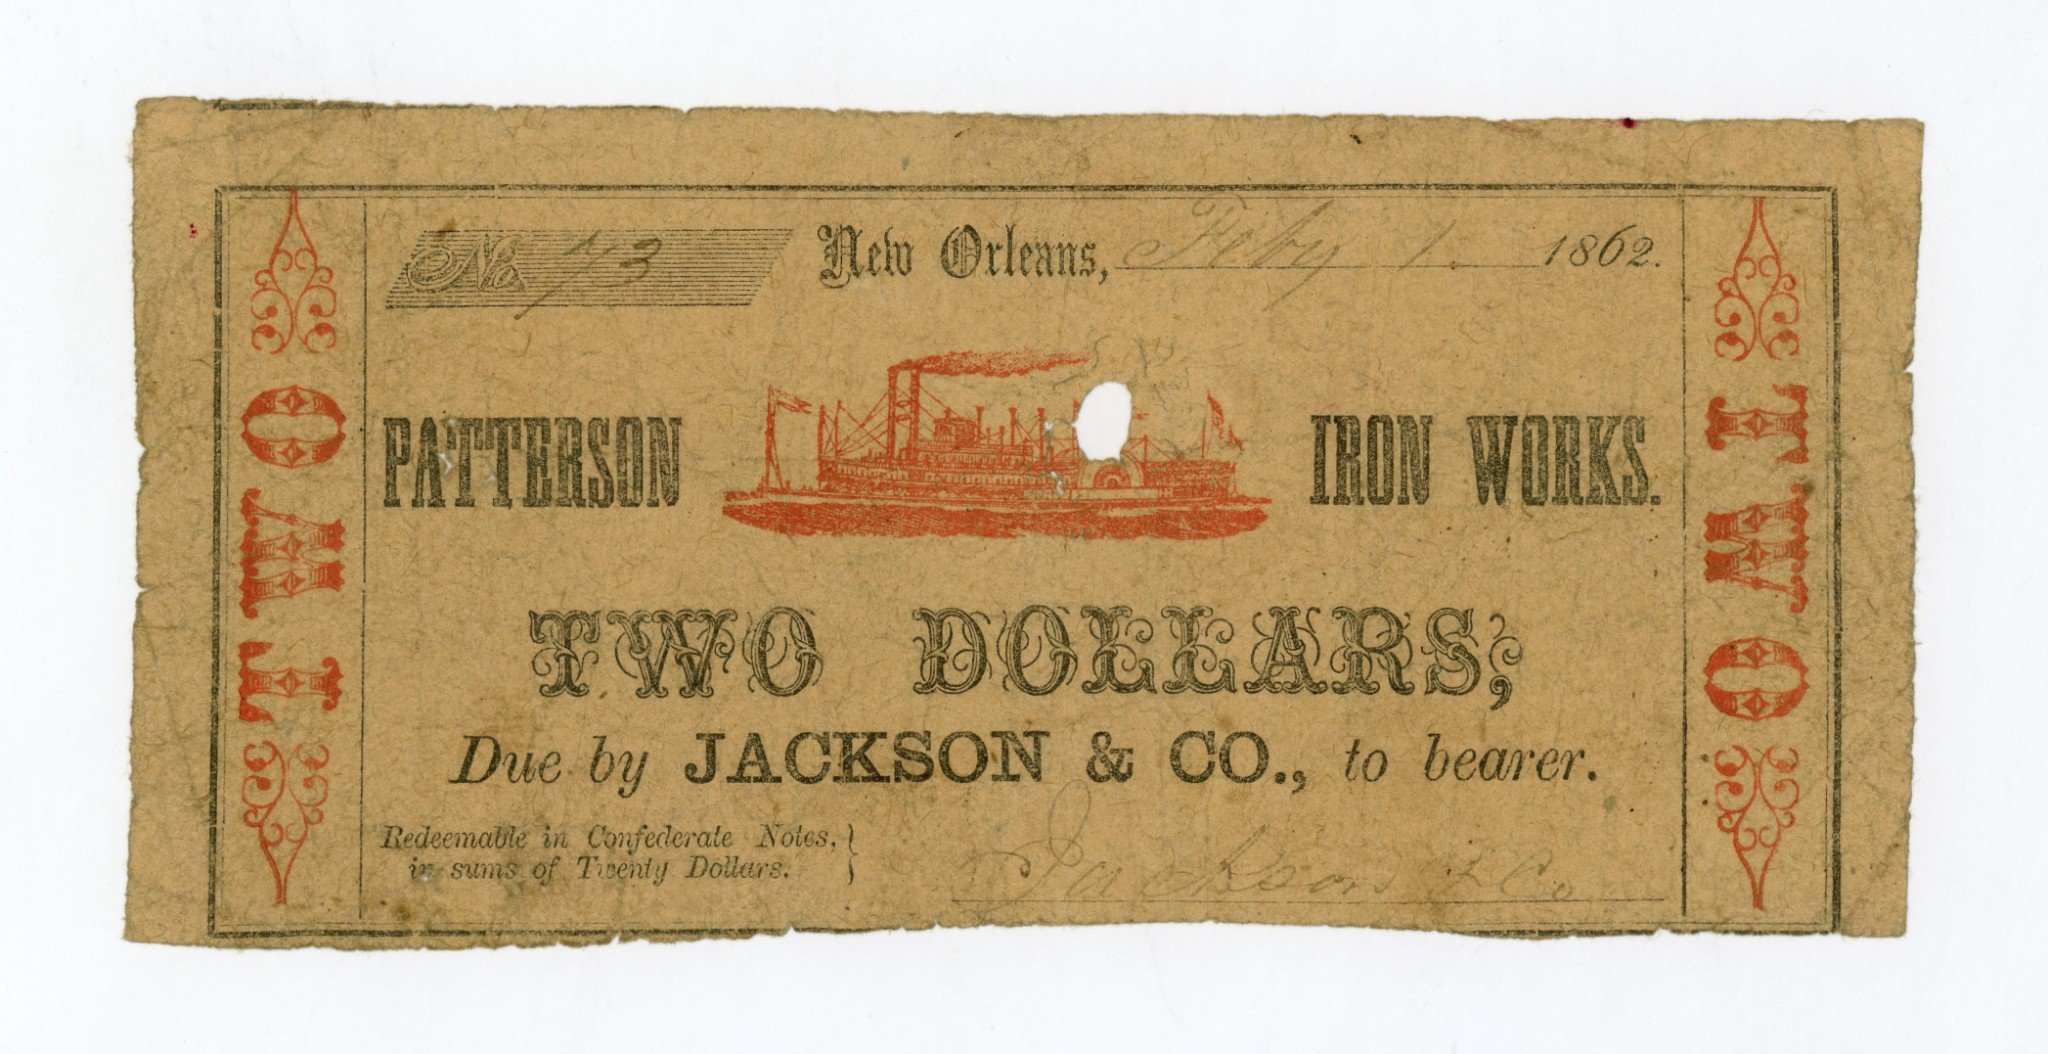 No. 73 New Orleans, Feby 1 1862.
PATTERSON IRON WORKS.
TWO DOLLARS;
Due by JACKSON & CO., to bearer.
Redeemable in Confederate Notes,
in sums of Twenty Dollars.
Jackson & Co
TWO
TWO